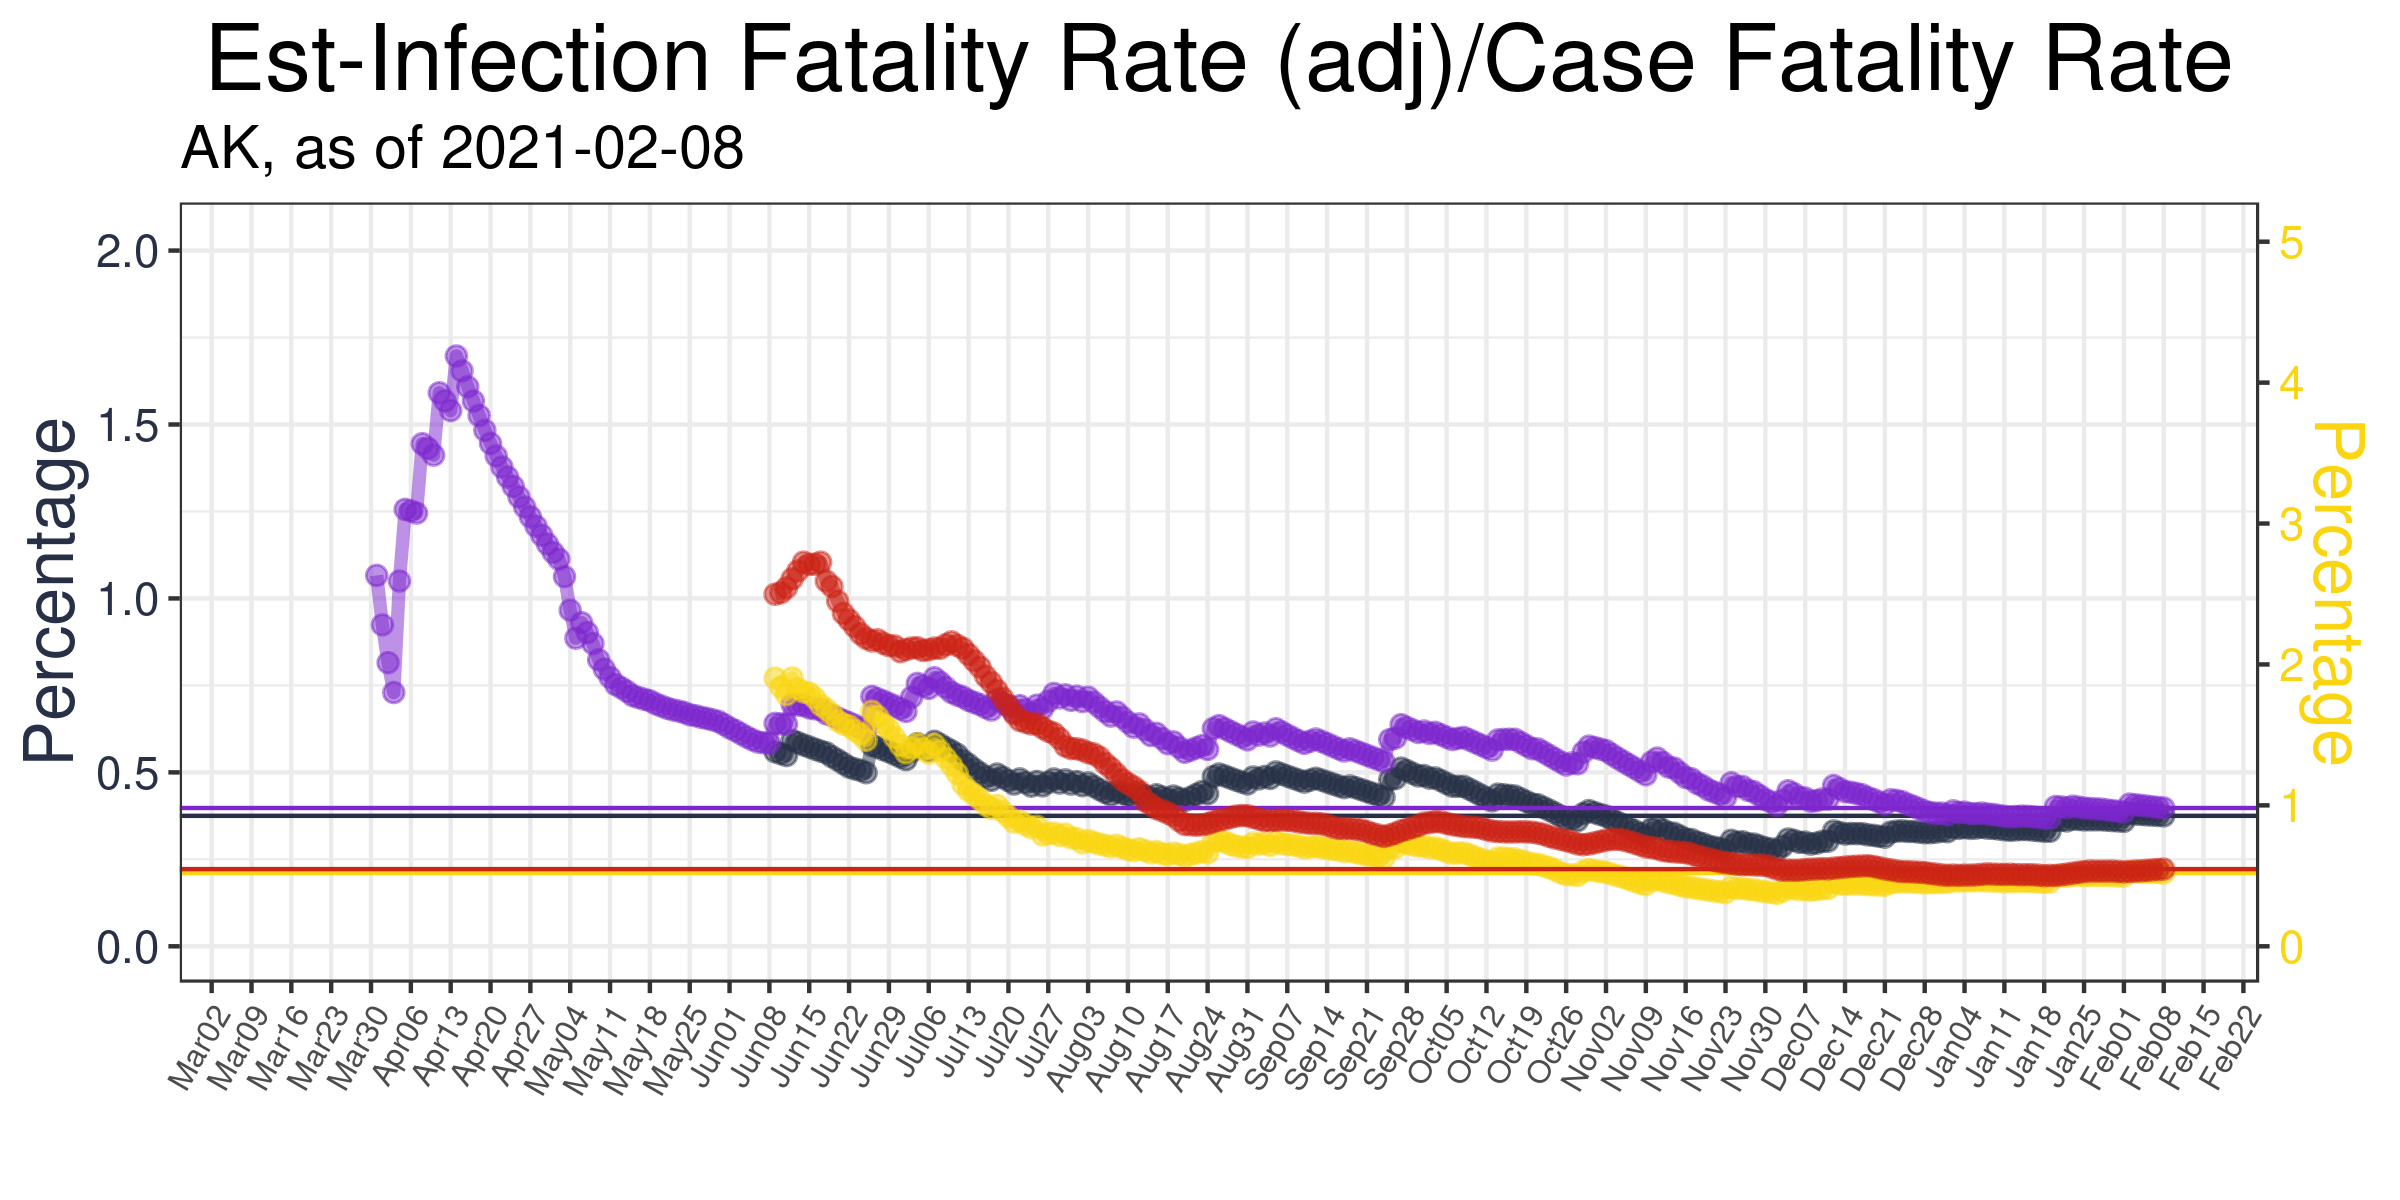 Est-Infection Fatality Rate (adj)/Case Fatality Rate
AK, as of 2021-02-08
Percentage
2.0
1.5
1.0
0.5
0.0
5
4
3
2
1
0
Percentage
Mar02
Mar09
Mar16
Mar23
Mar30
Apr06
Apr13
Apr20
Apr27
May04
May11
May18
May25
Jun01
Jun08
Jun15
Jun22
Jun29
Jul06
Jul13
Jul20
Jul27
Aug03
Aug10
Aug17
Aug24
Aug31
Sep07
Sep14
Sep21
Sep28
Oct05
Oct12
Oct19
Oct26
Nov02
Nov09
Nov16
Nov23
Nov30
Dec07
Dec14
Dec21
Dec28
Jan04
Jan11
Jan18
Jan25
Feb01
Feb08
Feb15
Feb22